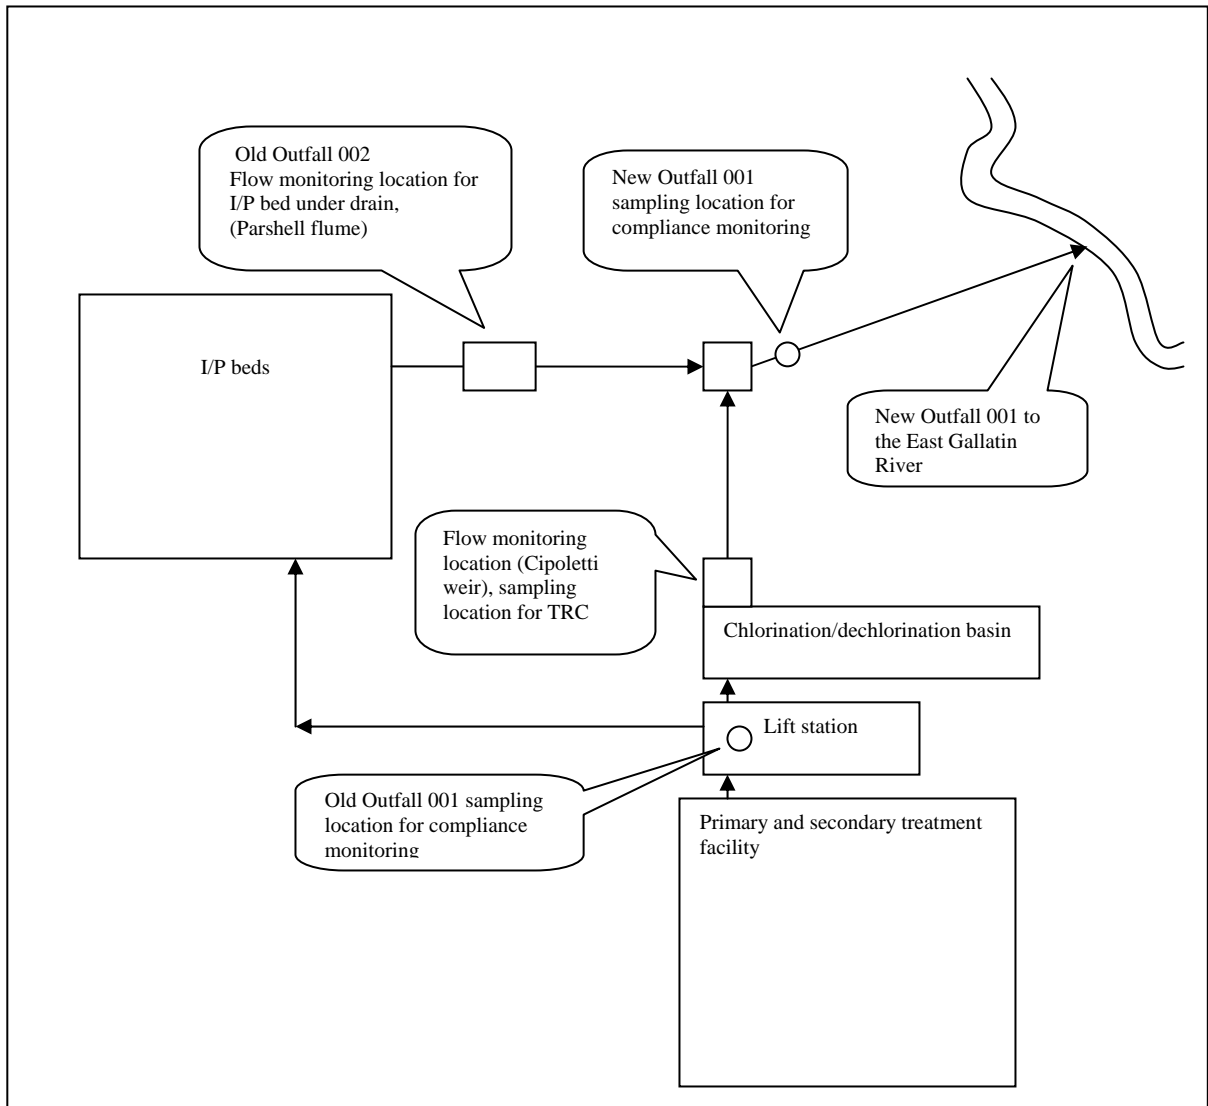 Old Outfall 002
Flow monitoring location for
I/P bed under drain,
(Parshell flume)
New Outfall 001
sampling location for
compliance monitoring
I/P beds
New Outfall 001 to
the East Gallatin
River
Flow monitoring
location (Cipoletti
weir), sampling
location for TRC
Chlorination/dechlorination basin
Lift station
Old Outfall 001 sampling
location for compliance
monitoring
Primary and secondary treatment
facility